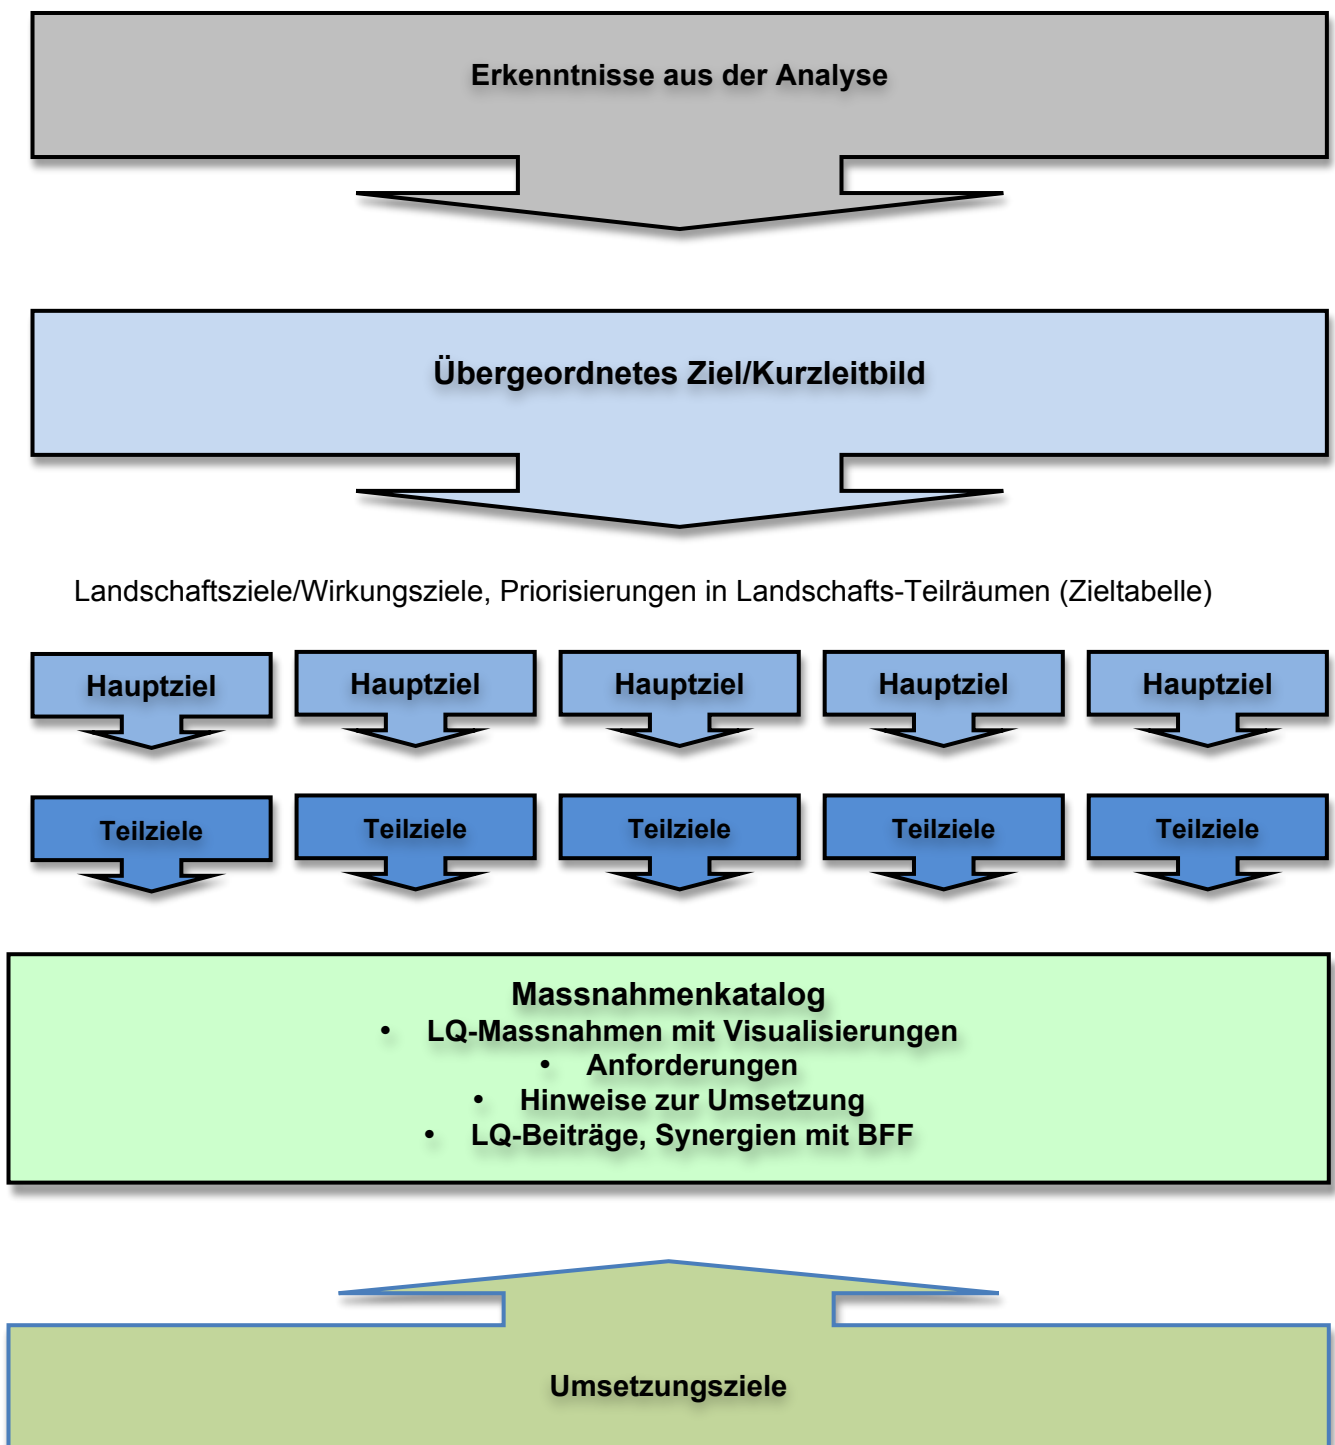 Erkenntnisse aus der Analyse
Übergeordnetes Ziel/Kurzleitbild
Landschaftsziele/Wirkungsziele, Priorisierungen in Landschafts-Teilräumen (Zieltabelle)
Hauptziel Hauptziel Hauptziel Hauptziel Hauptziel
Teilziele Teilziele Teilziele Teilziele Teilziele
Massnahmenkatalog
• LQ-Massnahmen mit Visualisierungen
• Anforderungen
• Hinweise zur Umsetzung
• LQ-Beiträge, Synergien mit BFF
Umsetzungsziele